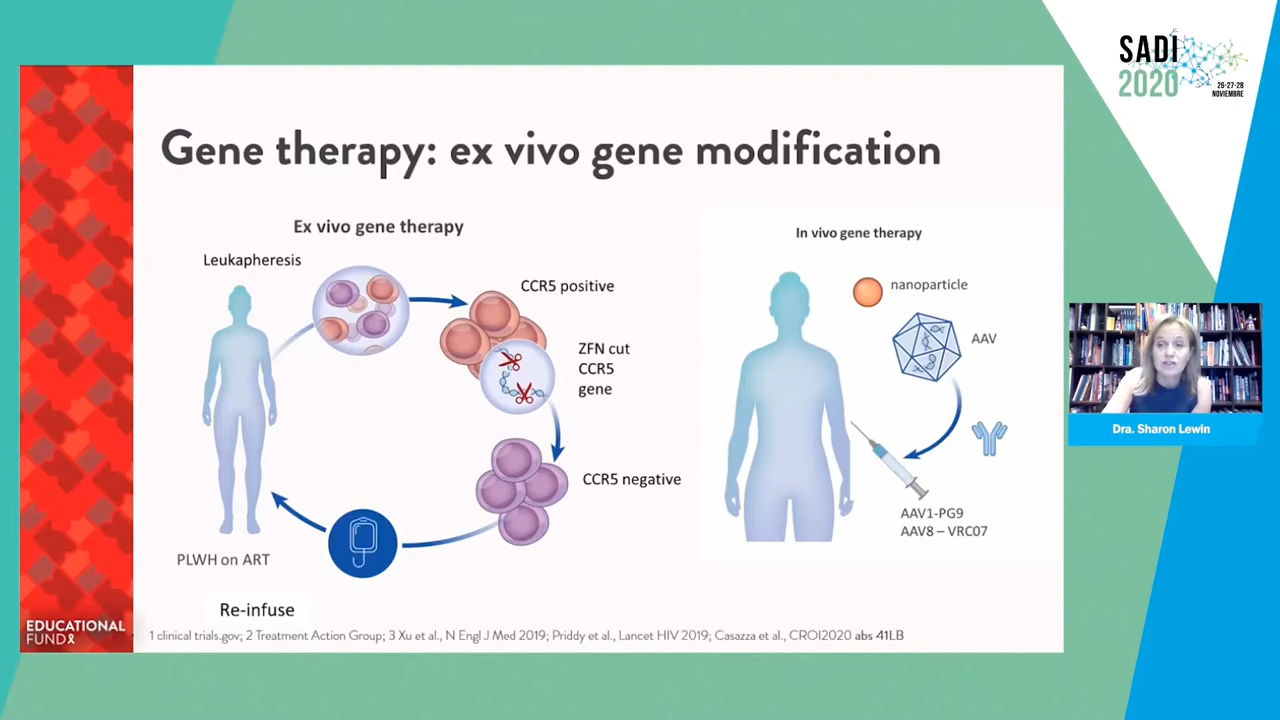 SADI
2020
26-27-28
NOVIEMBRE
Gene therapy: ex vivo gene modification
Ex vivo gene therapy
Leukapheresis
CCR5 positive
ZFN cut
CCR5
gene
CCR5 negative
PLWH on ART
Re-infuse
In vivo gene therapy
nanoparticle
AAV
AAV1-PG9
AAV8 – VRC07
1 clinical trials.gov; 2 Treatment Action Group; 3 Xu et al., N Engl J Med 2019; Priddy et al., Lancet HIV 2019; Casazza et al., CROI2020 abs 41LB
EDUCATIONAL
FUND
Dra. Sharon Lewin